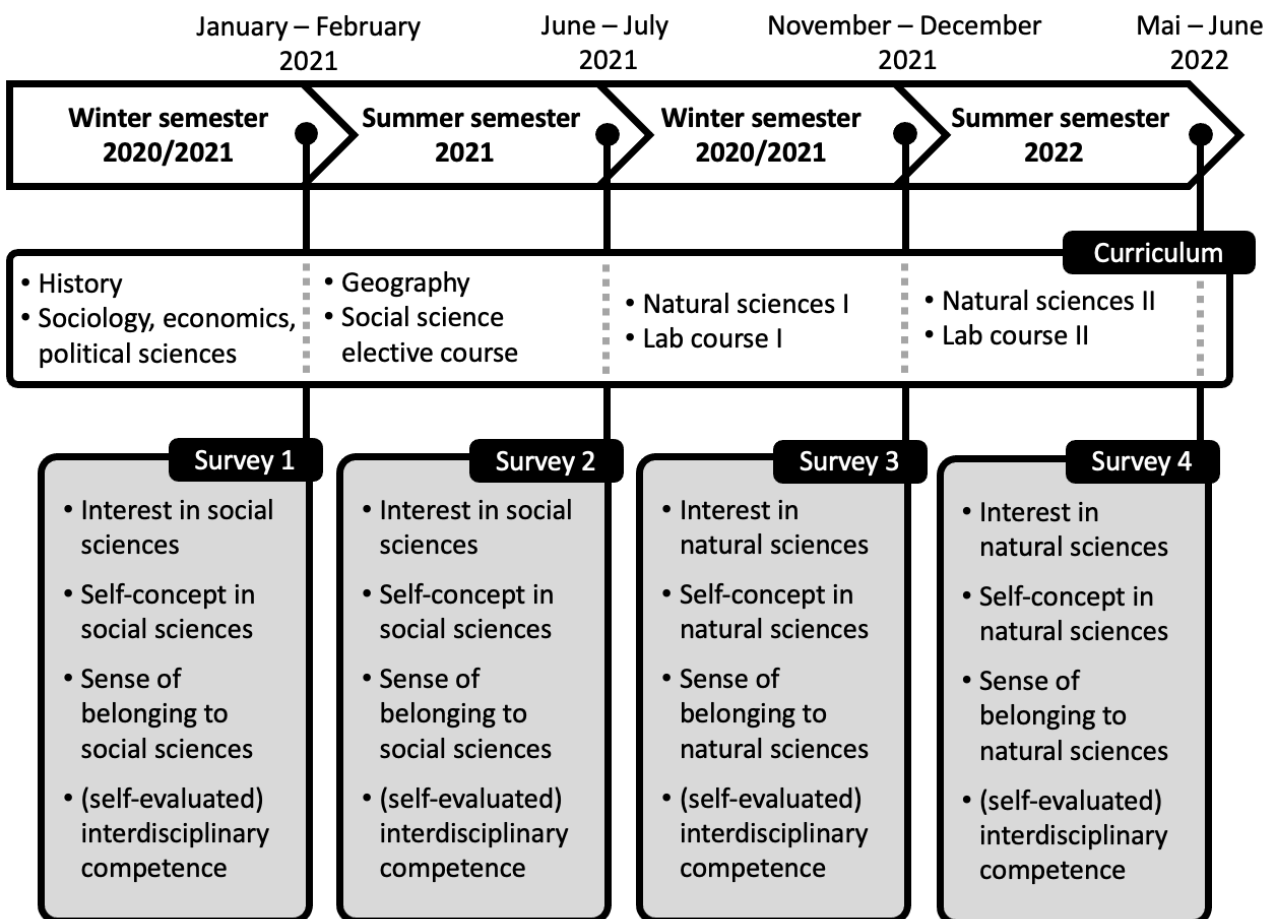 January – February
2021
June – July
2021
November – December
2021
Mai – June
2022
Winter semester
2020/2021
Summer semester
2021
Winter semester
2020/2021
Summer semester
2022
Curriculum
• History
• Sociology, economics,
political sciences
• Geography
• Social science
elective course
• Natural sciences I
• Lab course I
• Natural sciences II
• Lab course II
Survey 1
• Interest in social
sciences
• Self-concept in
social sciences
• Sense of
belonging to
social sciences
• (self-evaluated)
interdisciplinary
competence
Survey 2
• Interest in social
sciences
• Self-concept in
social sciences
• Sense of
belonging to
social sciences
• (self-evaluated)
interdisciplinary
competence
Survey 3
• Interest in
natural sciences
• Self-concept in
natural sciences
• Sense of
belonging to
natural sciences
• (self-evaluated)
interdisciplinary
competence
Survey 4
• Interest in
natural sciences
• Self-concept in
natural sciences
• Sense of
belonging to
natural sciences
• (self-evaluated)
interdisciplinary
competence